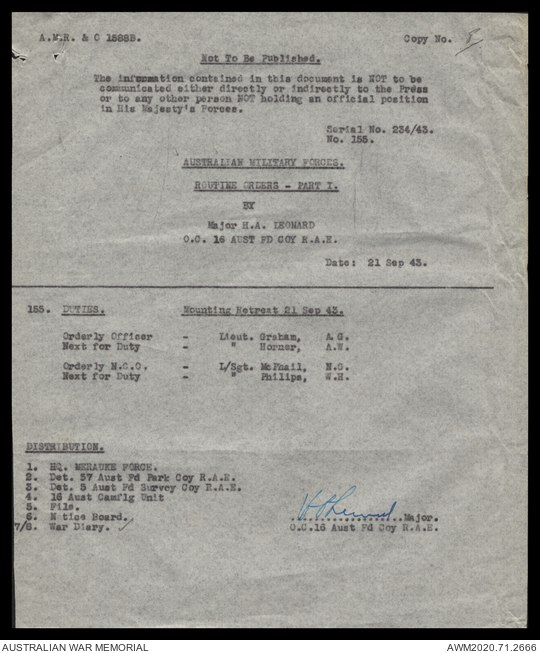 A.M.R. & O 1588B. Copy No. 8
Not To Be Published.
The information contained in this document is NOT to be
communicated either directly or indirectly to the Press
or to any other person NOT holding an official position
in His Majesty's Forces.
Serial No. 234/43.
No. 155.
AUSTRALIAN MILITARY FORCES.
ROUTINE ORDERS - PART I.
BY
Major H.A. LEONARD
O.C. 16 AUST FD COY R.A.E.
Date: 21 Sep 43.
155. DUTIES. Mounting Retreat 21 Sep 43.
Orderly Officer - Lieut. Graham, A.G.
Next for Duty - " Horner, A.W.
Orderly N.C.O. - L/Sgt. McPhail, N.G.
Next for Duty - " Philips, W.H.
DISTRIBUTION.
1. HQ. MERAUKE FORCE.
2. Det. 57 Aust Fd Park Coy R.A.E.
3. Det. 5 Aust Fd Survey Coy R.A.E.
4. 16 Aust Camflg Unit
5. File.
6. Notice Board. ....................Major.
7/8. War Diary. ✓ O.C.16 Aust Fd Coy R.A.E.
AUSTRALIAN WAR MEMORIAL AWM2020.71.2666